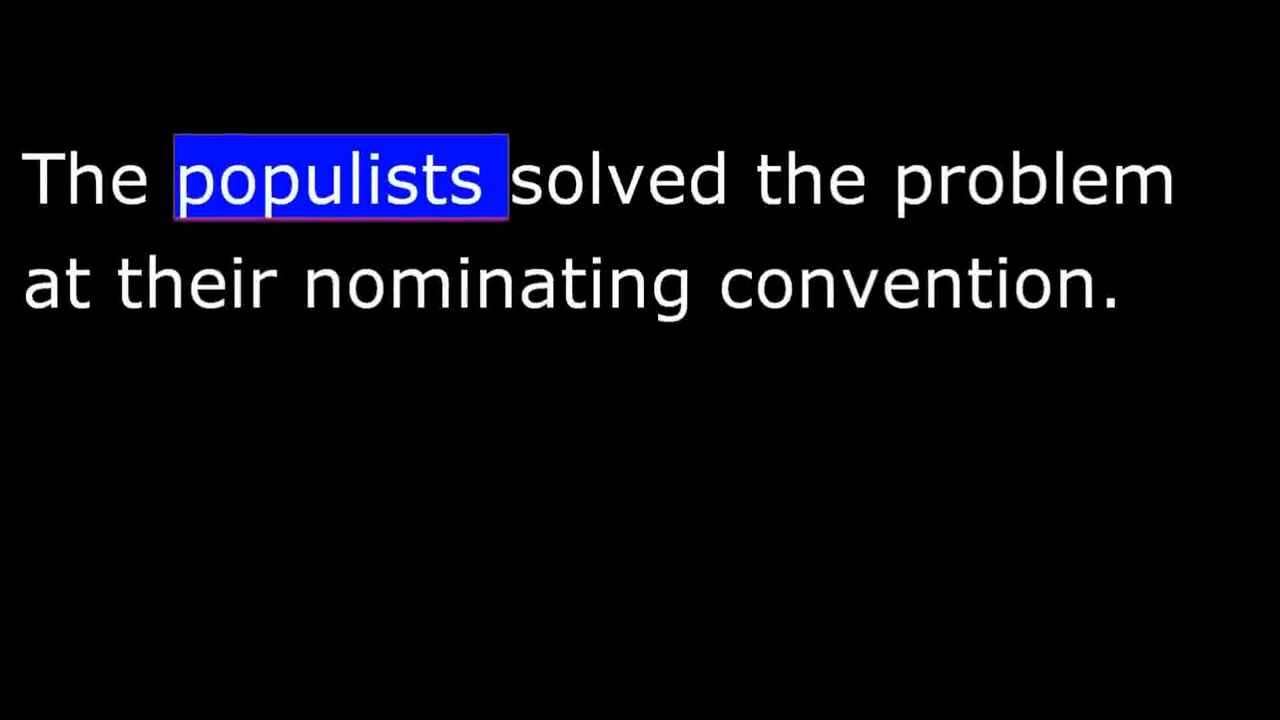 The populists solved the problem
at their nominating convention.